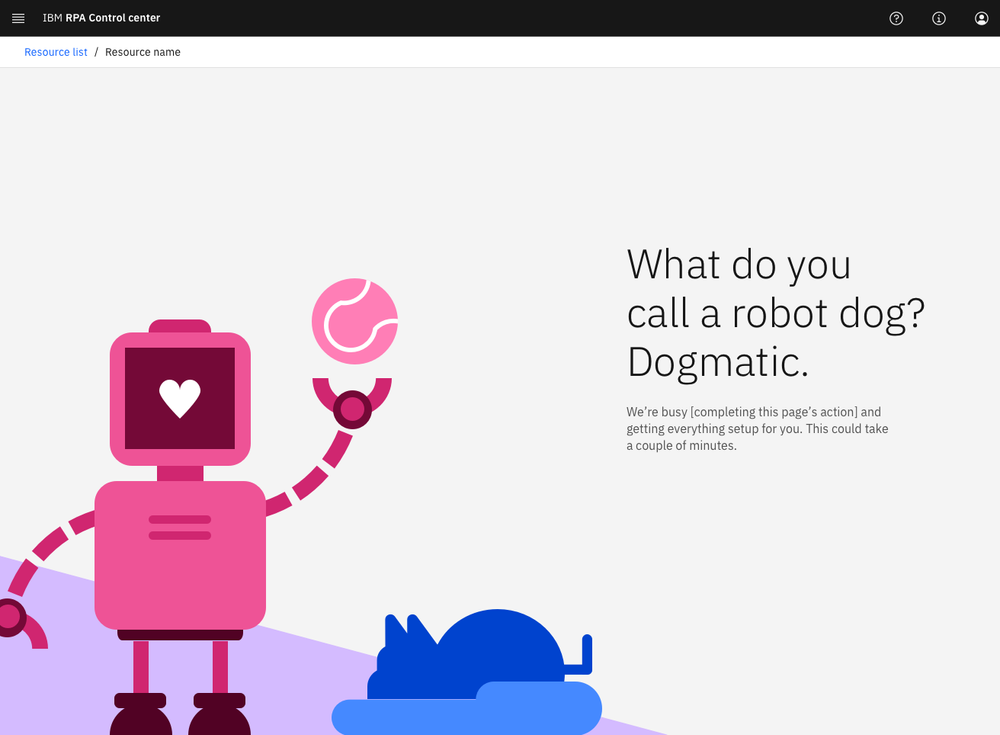 IBM RPA Control center
Resource list / Resource name
What do you
call a robot dog?
Dogmatic.
We’re busy [completing this page’s action] and
getting everything setup for you. This could take
a couple of minutes.